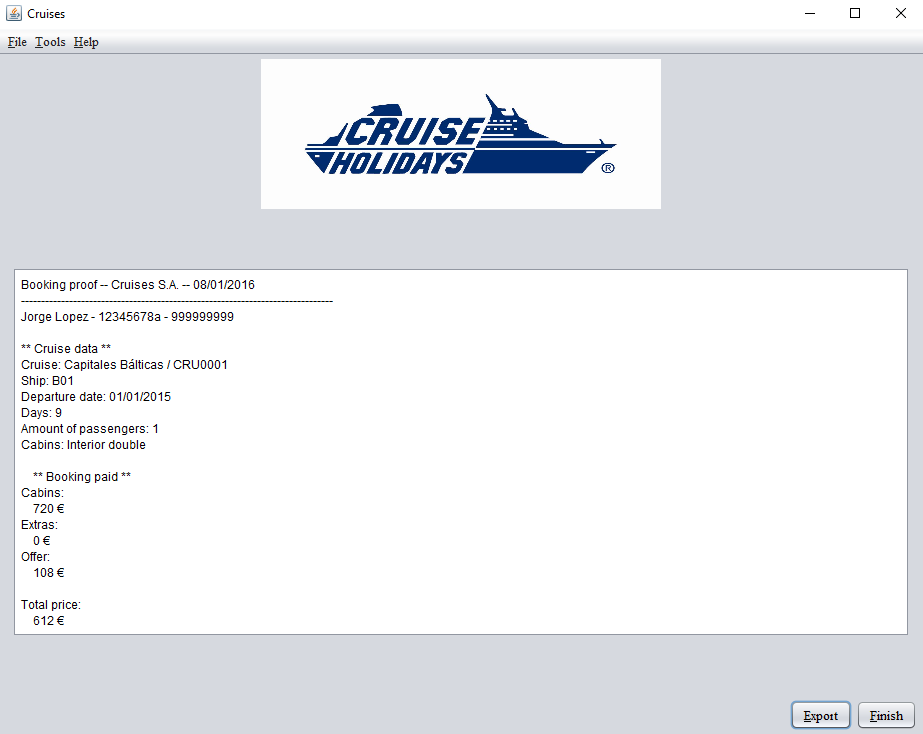 Cruises
File Tools Help
CRUISE
HOLIDAYS ®
Booking proof -- Cruises S.A. -- 08/01/2016
------------------------------------------------------------------------------
Jorge Lopez - 12345678a - 999999999
** Cruise data **
Cruise: Capitales Bálticas / CRU0001
Ship: B01
Departure date: 01/01/2015
Days: 9
Amount of passengers: 1
Cabins: Interior double
** Booking paid **
Cabins:
720 €
Extras:
0 €
Offer:
108 €
Total price:
612 €
Export Finish